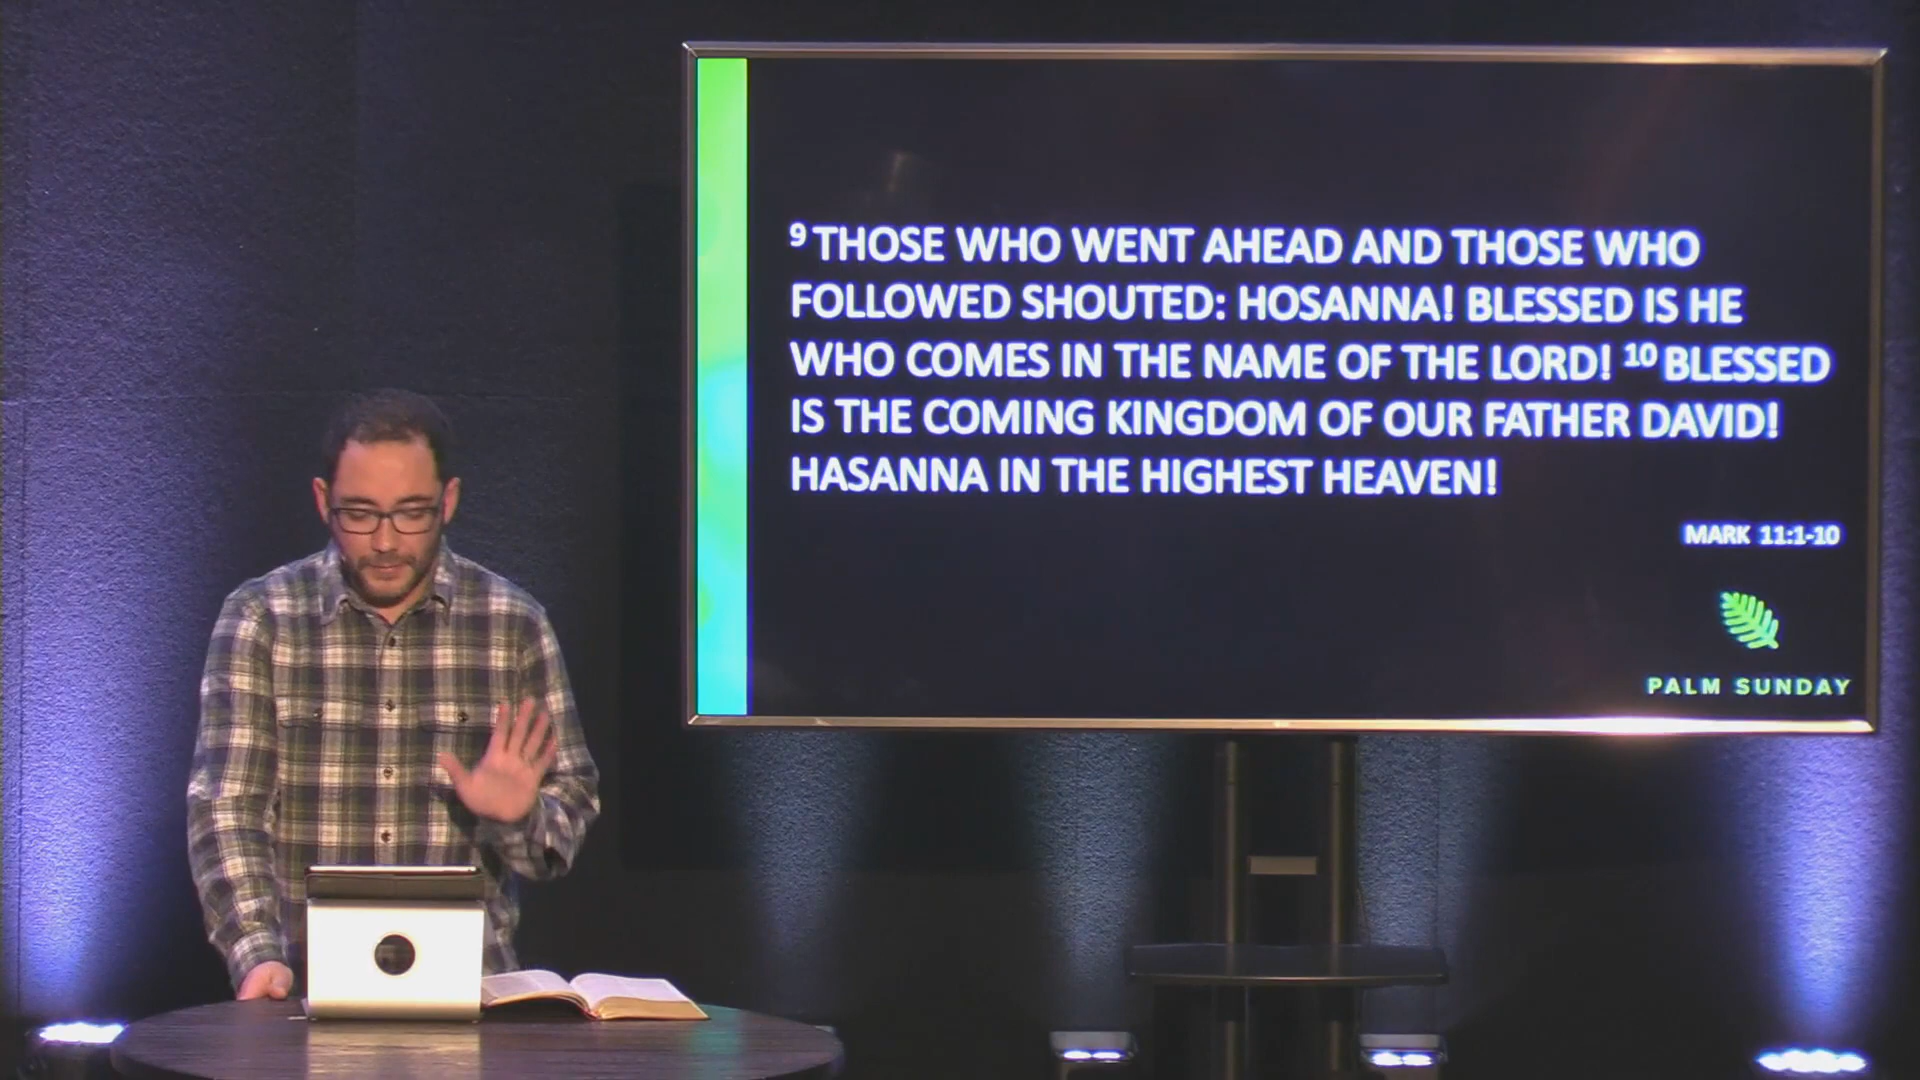 ⁹ THOSE WHO WENT AHEAD AND THOSE WHO
FOLLOWED SHOUTED: HOSANNA! BLESSED IS HE
WHO COMES IN THE NAME OF THE LORD! ¹⁰ BLESSED
IS THE COMING KINGDOM OF OUR FATHER DAVID!
HASANNA IN THE HIGHEST HEAVEN!
MARK 11:1-10
PALM SUNDAY